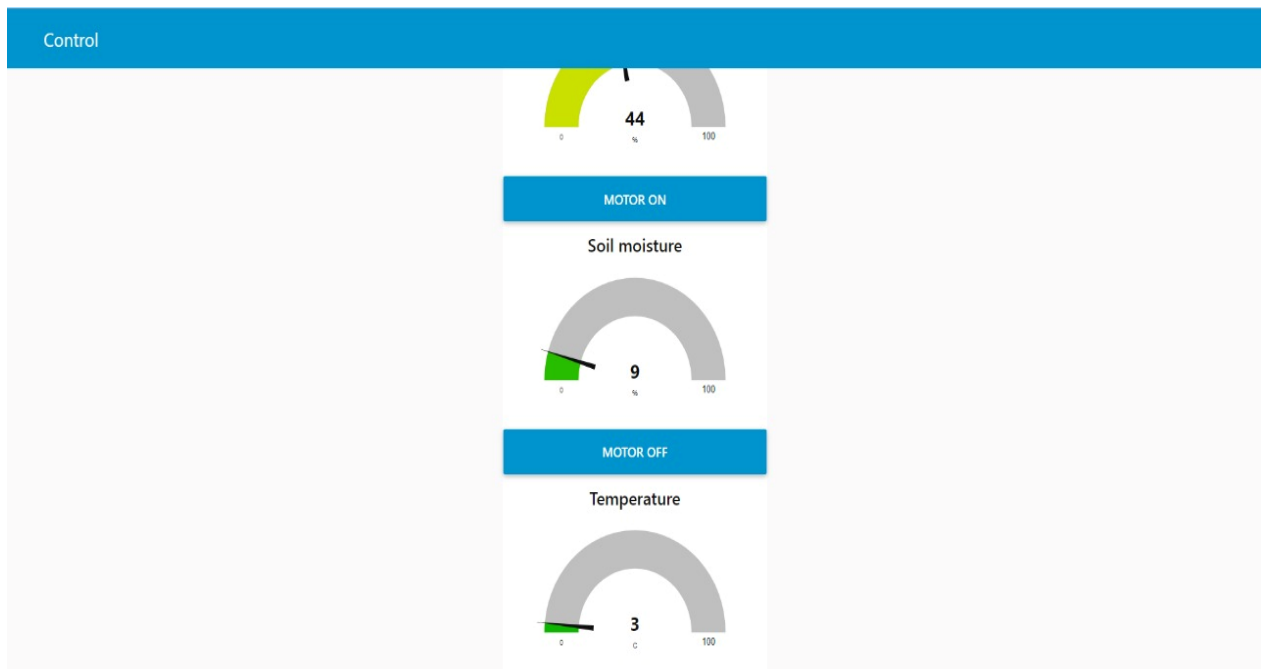 Control
44
0 % 100
MOTOR ON
Soil moisture
9
0 % 100
MOTOR OFF
Temperature
3
0 C 100